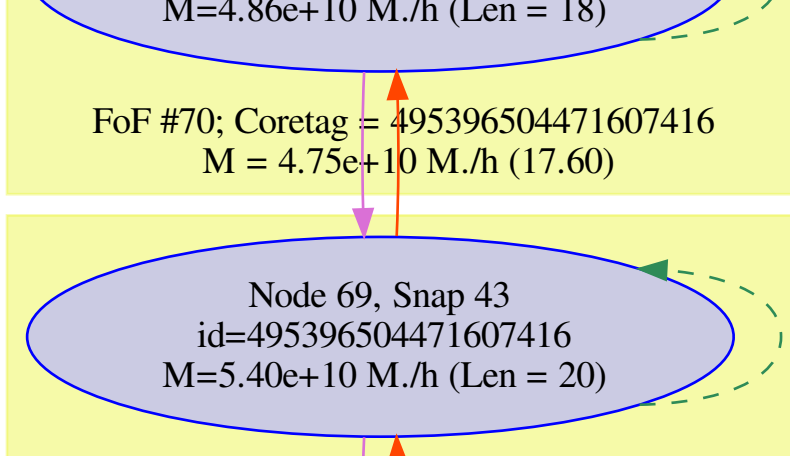 M=4.86e+10 M./h (Len = 18)
FoF #70; Coretag = 495396504471607416
M = 4.75e+10 M./h (17.60)
Node 69, Snap 43
id=495396504471607416
M=5.40e+10 M./h (Len = 20)